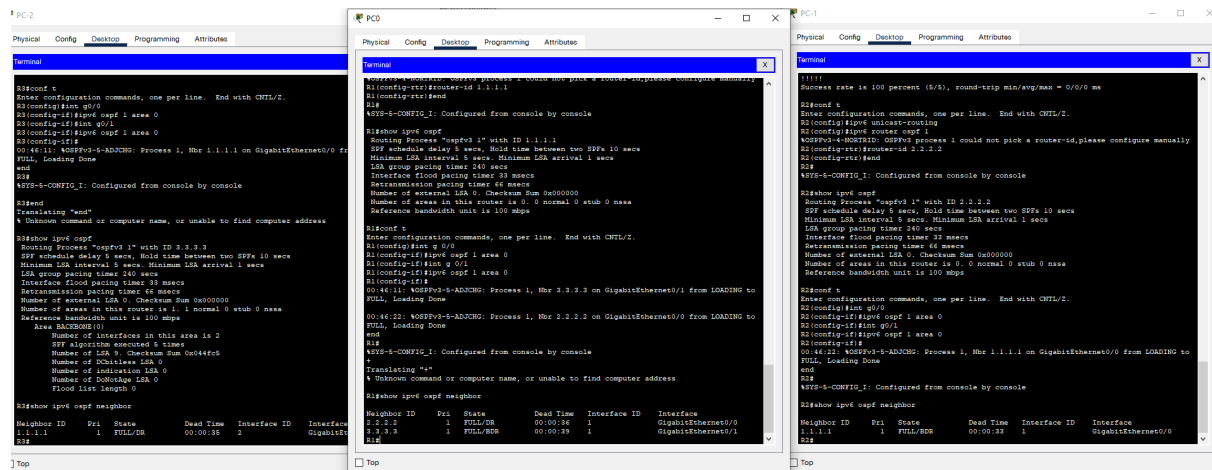 PC-2
Physical Config Desktop Programming Attributes
Terminal
R3#conf t
Enter configuration commands, one per line. End with CNTL/Z.
R3(config)#int g0/0
R3(config-if)#ipv6 ospf 1 area 0
R3(config-if)#int g0/1
R3(config-if)#ipv6 ospf 1 area 0
R3(config-if)#
00:46:11: %OSPFv3-5-ADJCHG: Process 1, Nbr 1.1.1.1 on GigabitEthernet0/0 fr
FULL, Loading Done
end
R3#
%SYS-5-CONFIG_I: Configured from console by console
R3#end
Translating "end"
% Unknown command or computer name, or unable to find computer address
R3#show ipv6 ospf
Routing Process "ospfv3 1" with ID 3.3.3.3
SPF schedule delay 5 secs, Hold time between two SPFs 10 secs
Minimum LSA interval 5 secs. Minimum LSA arrival 1 secs
LSA group pacing timer 240 secs
Interface flood pacing timer 33 msecs
Retransmission pacing timer 66 msecs
Number of external LSA 0. Checksum Sum 0x000000
Number of areas in this router is 1. 1 normal 0 stub 0 nssa
Reference bandwidth unit is 100 mbps
Area BACKBONE(0)
Number of interfaces in this area is 2
SPF algorithm executed 5 times
Number of LSA 9. Checksum Sum 0x044fc5
Number of DCbitless LSA 0
Number of indication LSA 0
Number of DoNotAge LSA 0
Flood list length 0
R3#show ipv6 ospf neighbor
Neighbor ID Pri State Dead Time Interface ID Interface
1.1.1.1 1 FULL/DR 00:00:35 2 GigabitEt
R3#
Top
PC0
Physical Config Desktop Programming Attributes
Terminal X
%OSPFv3-4-NORTRID: OSPFv3 process 1 could not pick a router-id,please configure manually
R1(config-rtr)#router-id 1.1.1.1
R1(config-rtr)#end
R1#
%SYS-5-CONFIG_I: Configured from console by console
R1#show ipv6 ospf
Routing Process "ospfv3 1" with ID 1.1.1.1
SPF schedule delay 5 secs, Hold time between two SPFs 10 secs
Minimum LSA interval 5 secs. Minimum LSA arrival 1 secs
LSA group pacing timer 240 secs
Interface flood pacing timer 33 msecs
Retransmission pacing timer 66 msecs
Number of external LSA 0. Checksum Sum 0x000000
Number of areas in this router is 0. 0 normal 0 stub 0 nssa
Reference bandwidth unit is 100 mbps
R1#conf t
Enter configuration commands, one per line. End with CNTL/Z.
R1(config)#int g 0/0
R1(config-if)#ipv6 ospf 1 area 0
R1(config-if)#int g 0/1
R1(config-if)#ipv6 ospf 1 area 0
R1(config-if)#
00:46:11: %OSPFv3-5-ADJCHG: Process 1, Nbr 3.3.3.3 on GigabitEthernet0/1 from LOADING to
FULL, Loading Done
00:46:22: %OSPFv3-5-ADJCHG: Process 1, Nbr 2.2.2.2 on GigabitEthernet0/0 from LOADING to
FULL, Loading Done
end
R1#
%SYS-5-CONFIG_I: Configured from console by console
+
Translating "+"
% Unknown command or computer name, or unable to find computer address
R1#show ipv6 ospf neighbor
Neighbor ID Pri State Dead Time Interface ID Interface
2.2.2.2 1 FULL/DR 00:00:36 1 GigabitEthernet0/0
3.3.3.3 1 FULL/BDR 00:00:39 1 GigabitEthernet0/1
R1#
Top
PC-1
Physical Config Desktop Programming Attributes
Terminal X
!!!!!
Success rate is 100 percent (5/5), round-trip min/avg/max = 0/0/0 ms
R2#conf t
Enter configuration commands, one per line. End with CNTL/Z.
R2(config)#ipv6 unicast-routing
R2(config)#ipv6 router ospf 1
%OSPFv3-4-NORTRID: OSPFv3 process 1 could not pick a router-id,please configure manually
R2(config-rtr)#router-id 2.2.2.2
R2(config-rtr)#end
R2#
%SYS-5-CONFIG_I: Configured from console by console
R2#show ipv6 ospf
Routing Process "ospfv3 1" with ID 2.2.2.2
SPF schedule delay 5 secs, Hold time between two SPFs 10 secs
Minimum LSA interval 5 secs. Minimum LSA arrival 1 secs
LSA group pacing timer 240 secs
Interface flood pacing timer 33 msecs
Retransmission pacing timer 66 msecs
Number of external LSA 0. Checksum Sum 0x000000
Number of areas in this router is 0. 0 normal 0 stub 0 nssa
Reference bandwidth unit is 100 mbps
R2#conf t
Enter configuration commands, one per line. End with CNTL/Z.
R2(config)#int g0/0
R2(config-if)#ipv6 ospf 1 area 0
R2(config-if)#int g0/1
R2(config-if)#ipv6 ospf 1 area 0
R2(config-if)#
00:46:22: %OSPFv3-5-ADJCHG: Process 1, Nbr 1.1.1.1 on GigabitEthernet0/0 from LOADING to
FULL, Loading Done
end
R2#
%SYS-5-CONFIG_I: Configured from console by console
R2#show ipv6 ospf neighbor
Neighbor ID Pri State Dead Time Interface ID Interface
1.1.1.1 1 FULL/BDR 00:00:33 1 GigabitEthernet0/0
R2#
Top